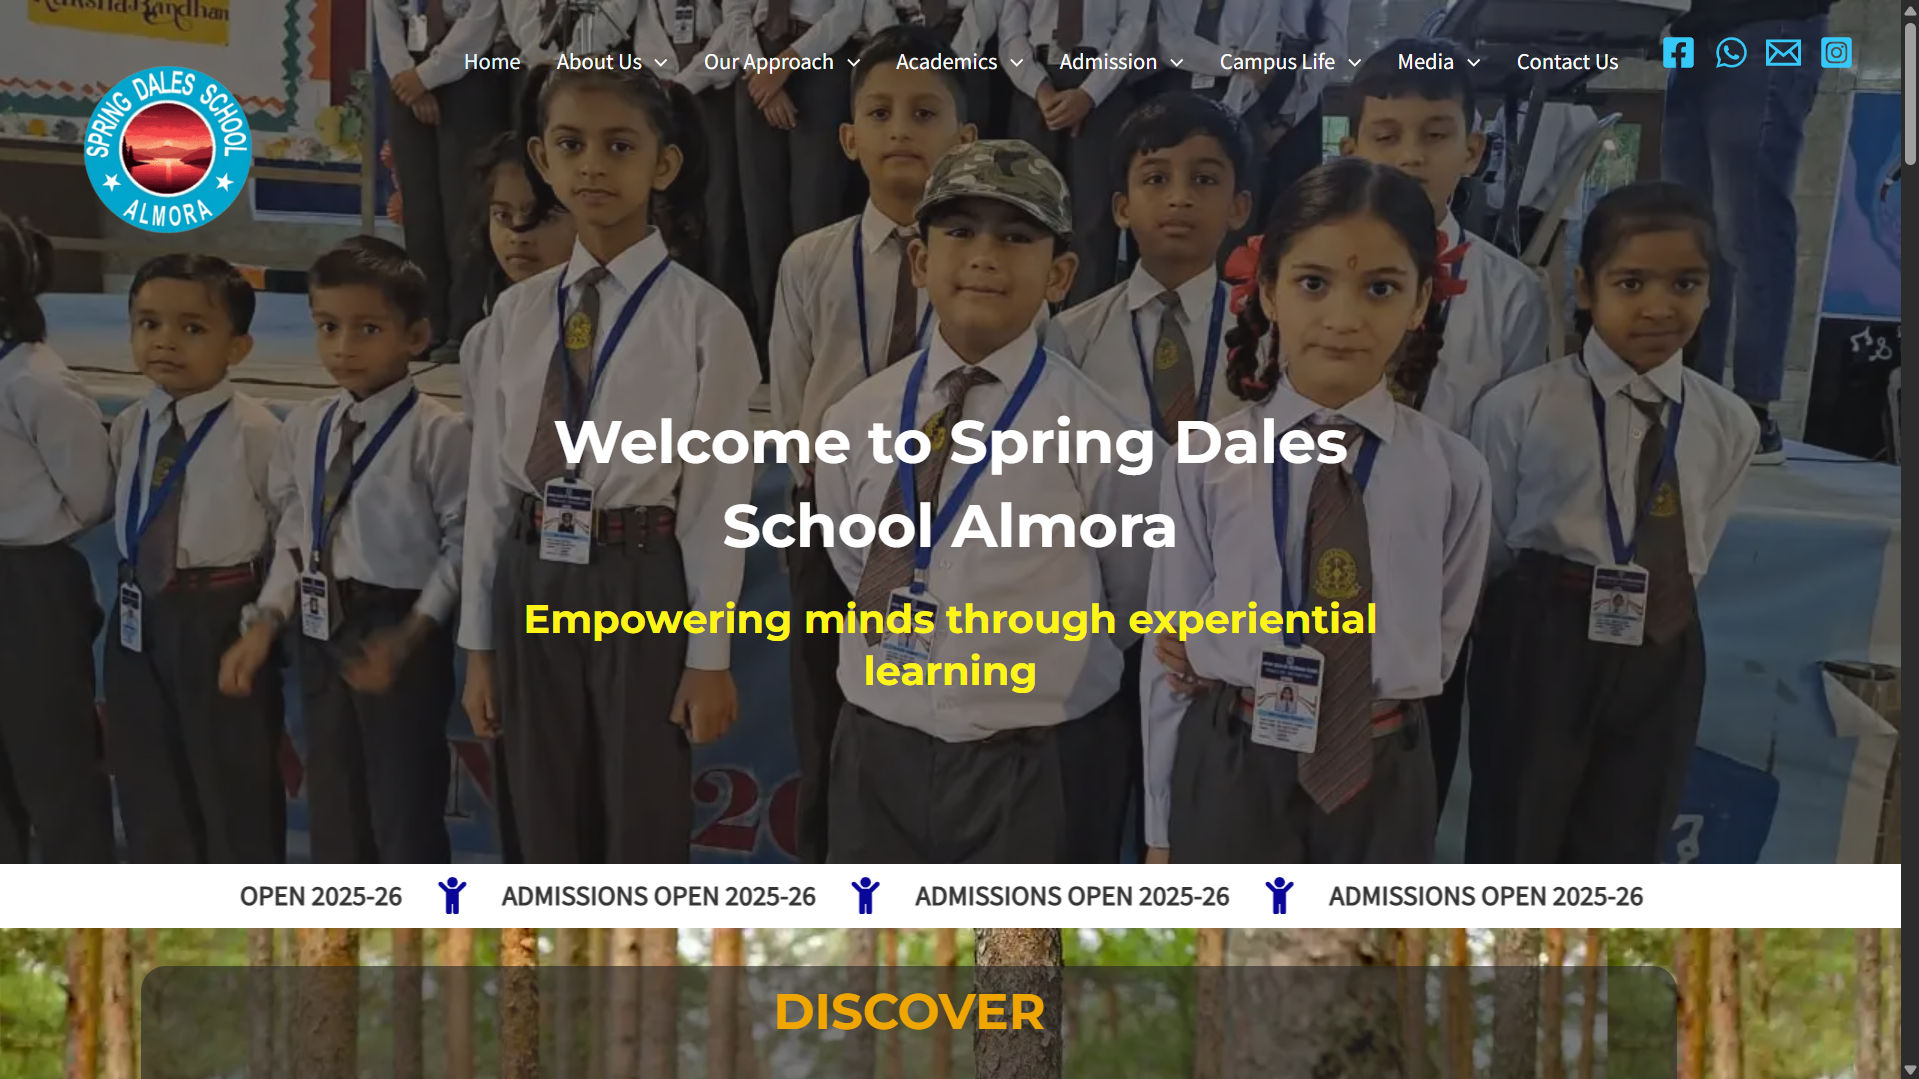 Raksha Bandhan
Home
About Us
Our Approach
Academics
Admission
Campus Life
Media
Contact Us
SPRING DALES SCHOOL
ALMORA
Welcome to Spring Dales
School Almora
Empowering minds through experiential
learning
OPEN 2025-26 ADMISSIONS OPEN 2025-26 ADMISSIONS OPEN 2025-26 ADMISSIONS OPEN 2025-26
DISCOVER